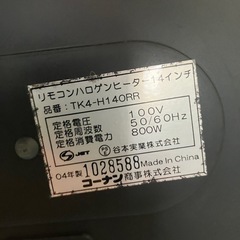 リモコンハロゲンヒーター14インチ
品番：TK4-H140RR
定格電圧 100V
定格周波数 50/60Hz
定格消費電力 800W
JET 谷本実業株式会社
04年製 1028588 Made In China
コーナン商事株式会社